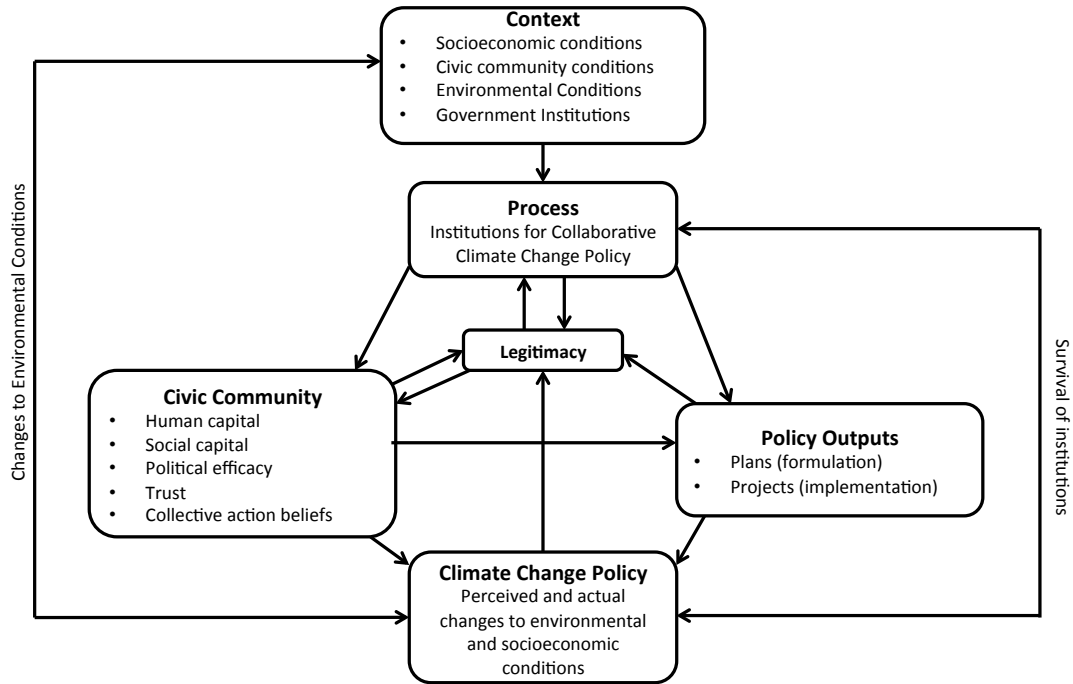 Context
• Socioeconomic conditions
• Civic community conditions
• Environmental Conditions
• Government Institutions
Process
Institutions for Collaborative
Climate Change Policy
Legitimacy
Civic Community
• Human capital
• Social capital
• Political efficacy
• Trust
• Collective action beliefs
Policy Outputs
• Plans (formulation)
• Projects (implementation)
Climate Change Policy
Perceived and actual
changes to environmental
and socioeconomic
conditions
Changes to Environmental Conditions
Survival of institutions